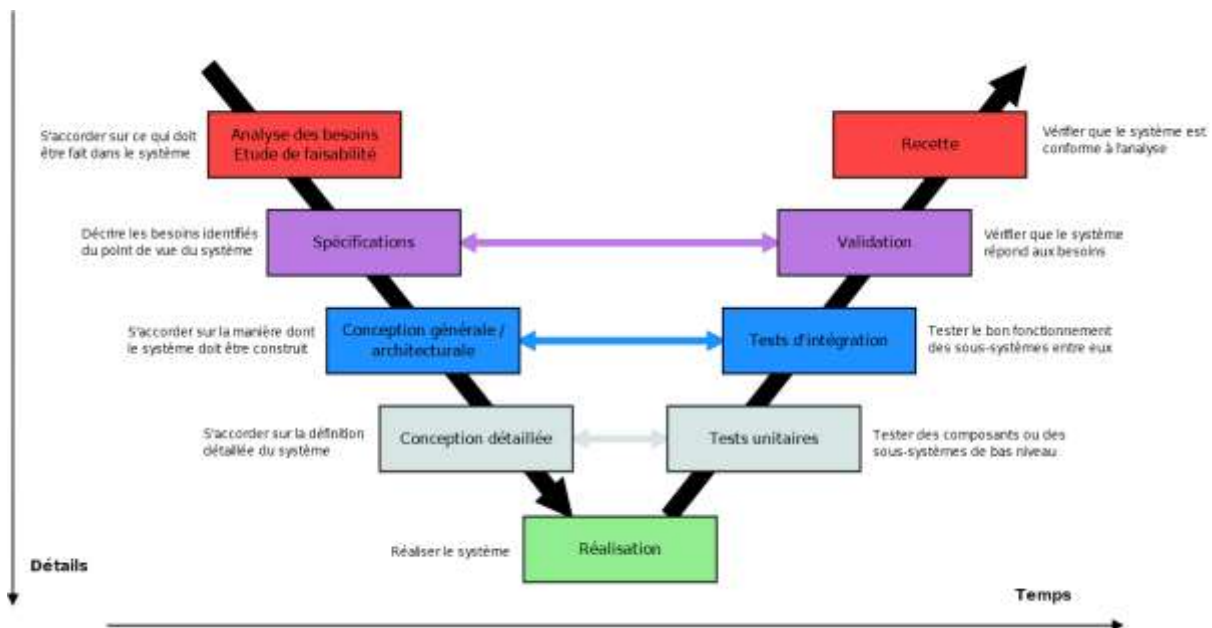 S'accorder sur ce qui doit
être fait dans le système
Analyse des besoins
Etude de faisabilité
Recette
Vérifier que le système est
conforme à l'analyse
Décrire les besoins identifiés
du point de vue du système
Spécifications
Validation
Vérifier que le système
répond aux besoins
S'accorder sur la manière dont
le système doit être construit
Conception générale /
architecturale
Tests d'intégration
Tester le bon fonctionnement
des sous-systèmes entre eux
S'accorder sur la définition
détaillée du système
Conception détaillée
Tests unitaires
Tester des composants ou des
sous-systèmes de bas niveau
Réaliser le système
Réalisation
Détails
Temps